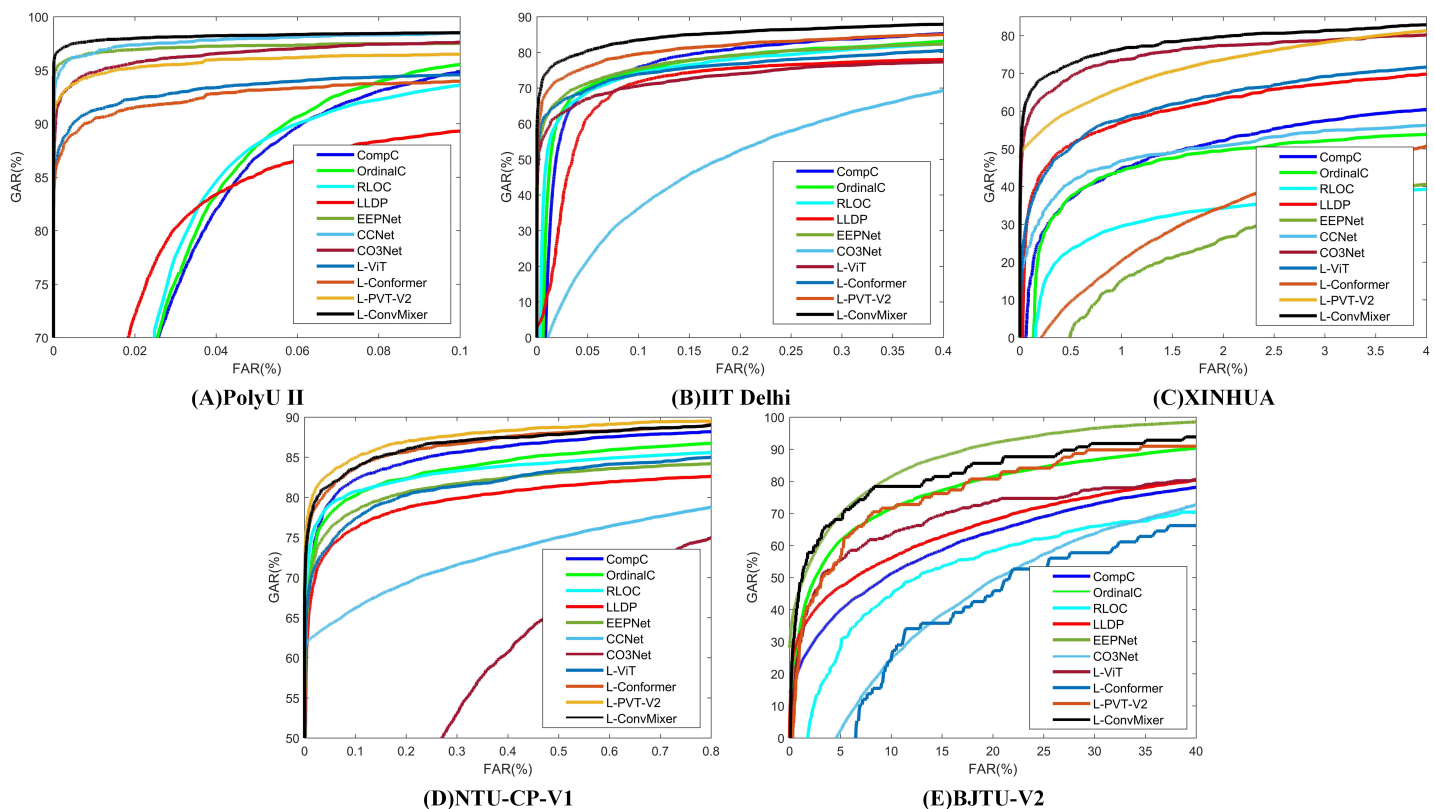 100
95
90
85
80
75
70
GAR(%)
0
0.02
0.04
0.06
0.08
0.1
FAR(%)
CompC
OrdinalC
RLOC
LLDP
EEPNet
CCNet
CO3Net
L-ViT
L-Conformer
L-PVT-V2
L-ConvMixer
(A)PolyU II
90
80
70
60
50
40
30
20
10
0
GAR(%)
0
0.05
0.1
0.15
0.2
0.25
0.3
0.35
0.4
FAR(%)
CompC
OrdinalC
RLOC
LLDP
EEPNet
CO3Net
L-ViT
L-Conformer
L-PVT-V2
L-ConvMixer
(B)IIT Delhi
80
70
60
50
40
30
20
10
0
GAR(%)
0
0.5
1
1.5
2
2.5
3
3.5
4
FAR(%)
CompC
OrdinalC
RLOC
LLDP
EEPNet
CCNet
CO3Net
L-ViT
L-Conformer
L-PVT-V2
L-ConvMixer
(C)XINHUA
90
85
80
75
70
65
60
55
50
GAR(%)
0
0.1
0.2
0.3
0.4
0.5
0.6
0.7
0.8
FAR(%)
CompC
OrdinalC
RLOC
LLDP
EEPNet
CCNet
CO3Net
L-ViT
L-Conformer
L-PVT-V2
L-ConvMixer
(D)NTU-CP-V1
100
90
80
70
60
50
40
30
20
10
0
GAR(%)
0
5
10
15
20
25
30
35
40
FAR(%)
CompC
OrdinalC
RLOC
LLDP
EEPNet
CO3Net
L-ViT
L-Conformer
L-PVT-V2
L-ConvMixer
(E)BJTU-V2